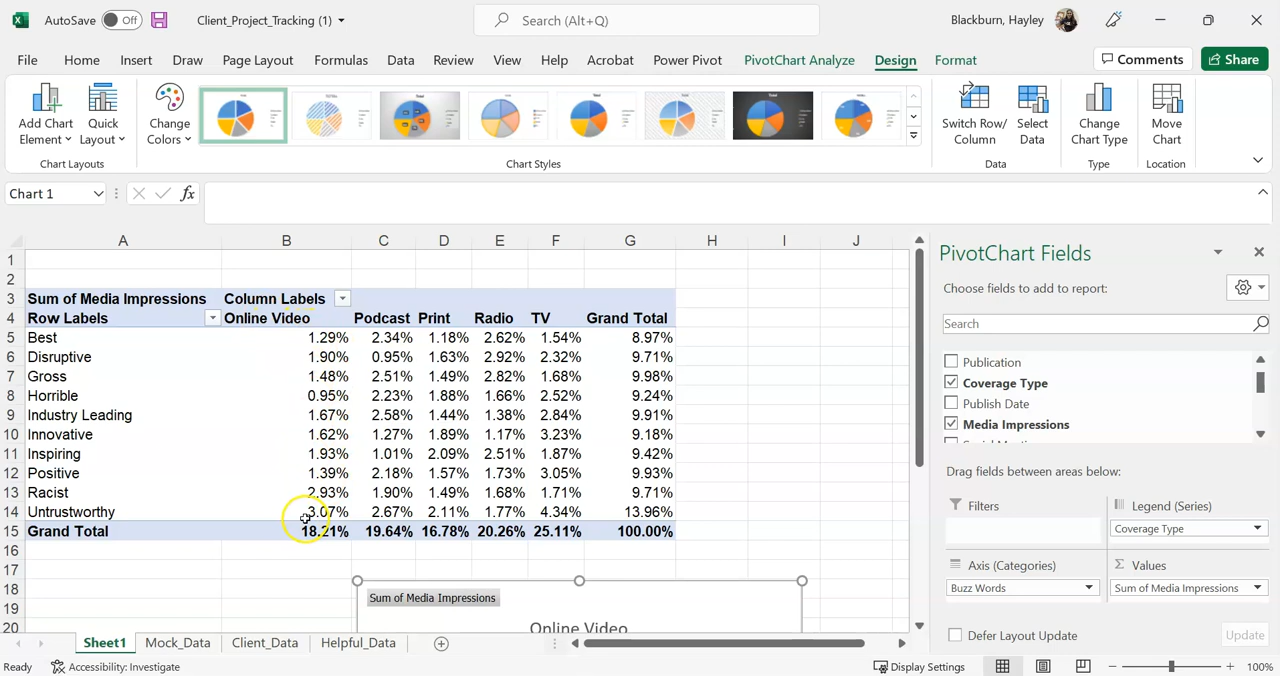 AutoSave Off Client_Project_Tracking (1) Search (Alt+Q) Blackburn, Hayley
File Home Insert Draw Page Layout Formulas Data Review View Help Acrobat Power Pivot PivotChart Analyze Design Format Comments Share
Add Chart Element Quick Layout Change Colors Switch Row/ Column Select Data Change Chart Type Move Chart
Chart Layouts Chart Styles Data Type Location
Chart 1 fx
A B C D E F G H I J
1
2
3 Sum of Media Impressions Column Labels
4 Row Labels Online Video Podcast Print Radio TV Grand Total
5 Best 1.29% 2.34% 1.18% 2.62% 1.54% 8.97%
6 Disruptive 1.90% 0.95% 1.63% 2.92% 2.32% 9.71%
7 Gross 1.48% 2.51% 1.49% 2.82% 1.68% 9.98%
8 Horrible 0.95% 2.23% 1.88% 1.66% 2.52% 9.24%
9 Industry Leading 1.67% 2.58% 1.44% 1.38% 2.84% 9.91%
10 Innovative 1.62% 1.27% 1.89% 1.17% 3.23% 9.18%
11 Inspiring 1.93% 1.01% 2.09% 2.51% 1.87% 9.42%
12 Positive 1.39% 2.18% 1.57% 1.73% 3.05% 9.93%
13 Racist 2.93% 1.90% 1.49% 1.68% 1.71% 9.71%
14 Untrustworthy 3.07% 2.67% 2.11% 1.77% 4.34% 13.96%
15 Grand Total 18.21% 19.64% 16.78% 20.26% 25.11% 100.00%
16
17
18
19
20
Sum of Media Impressions
Online Video
PivotChart Fields
Choose fields to add to report:
Search
Publication
Coverage Type
Publish Date
Media Impressions
Drag fields between areas below:
Filters Legend (Series)
Coverage Type
Axis (Categories) Σ Values
Buzz Words Sum of Media Impressions
Defer Layout Update Update
Sheet1 Mock_Data Client_Data Helpful_Data
Ready Accessibility: Investigate Display Settings 100%